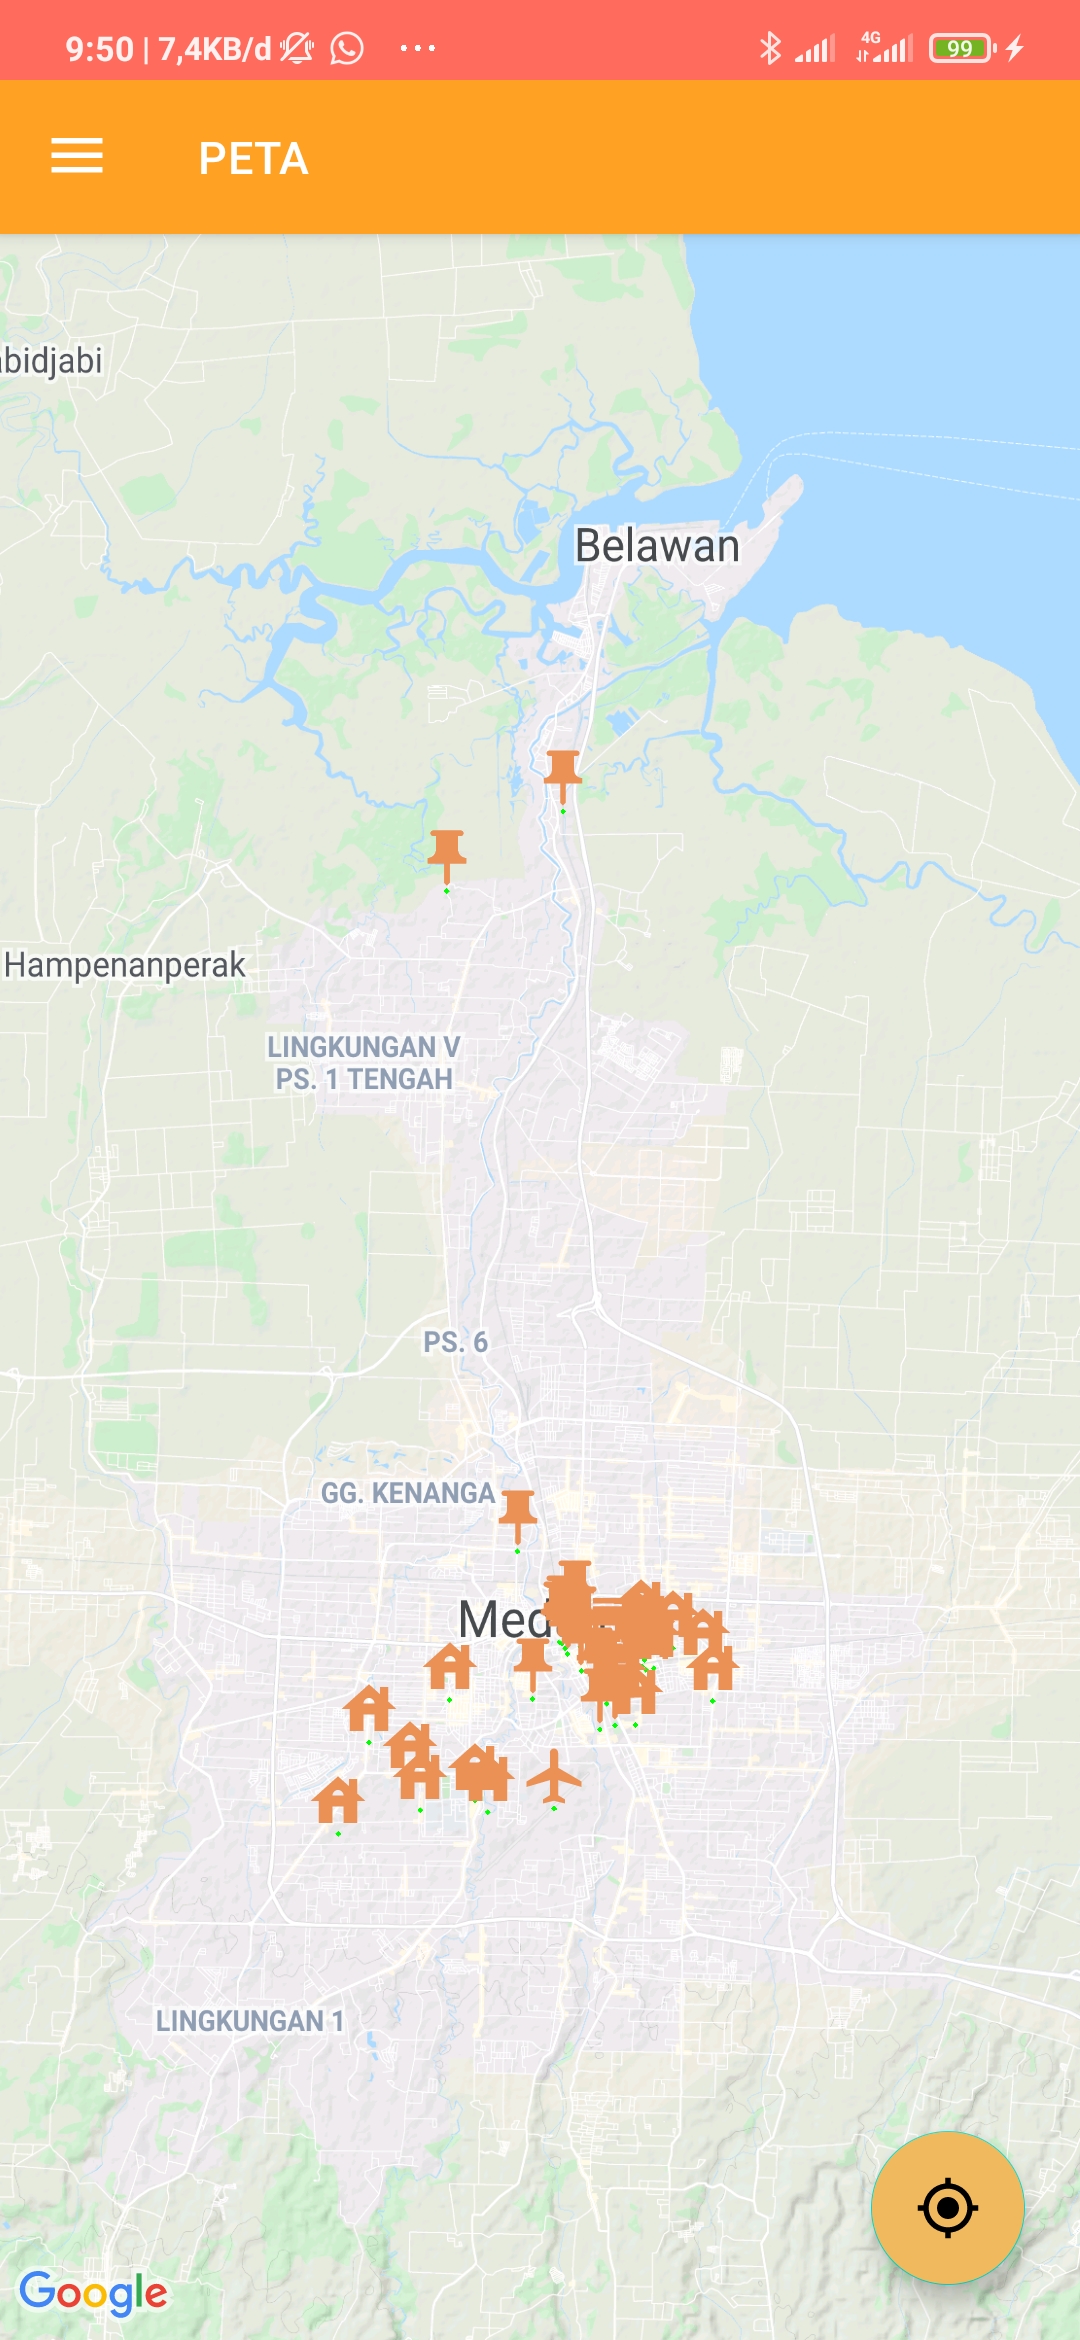 9:50 | 7,4KB/d
4G
99
PETA
bidjabi
Belawan
Hampenanperak
LINGKUNGAN V
PS. 1 TENGAH
PS. 6
GG. KENANGA
Med
LINGKUNGAN 1
Google